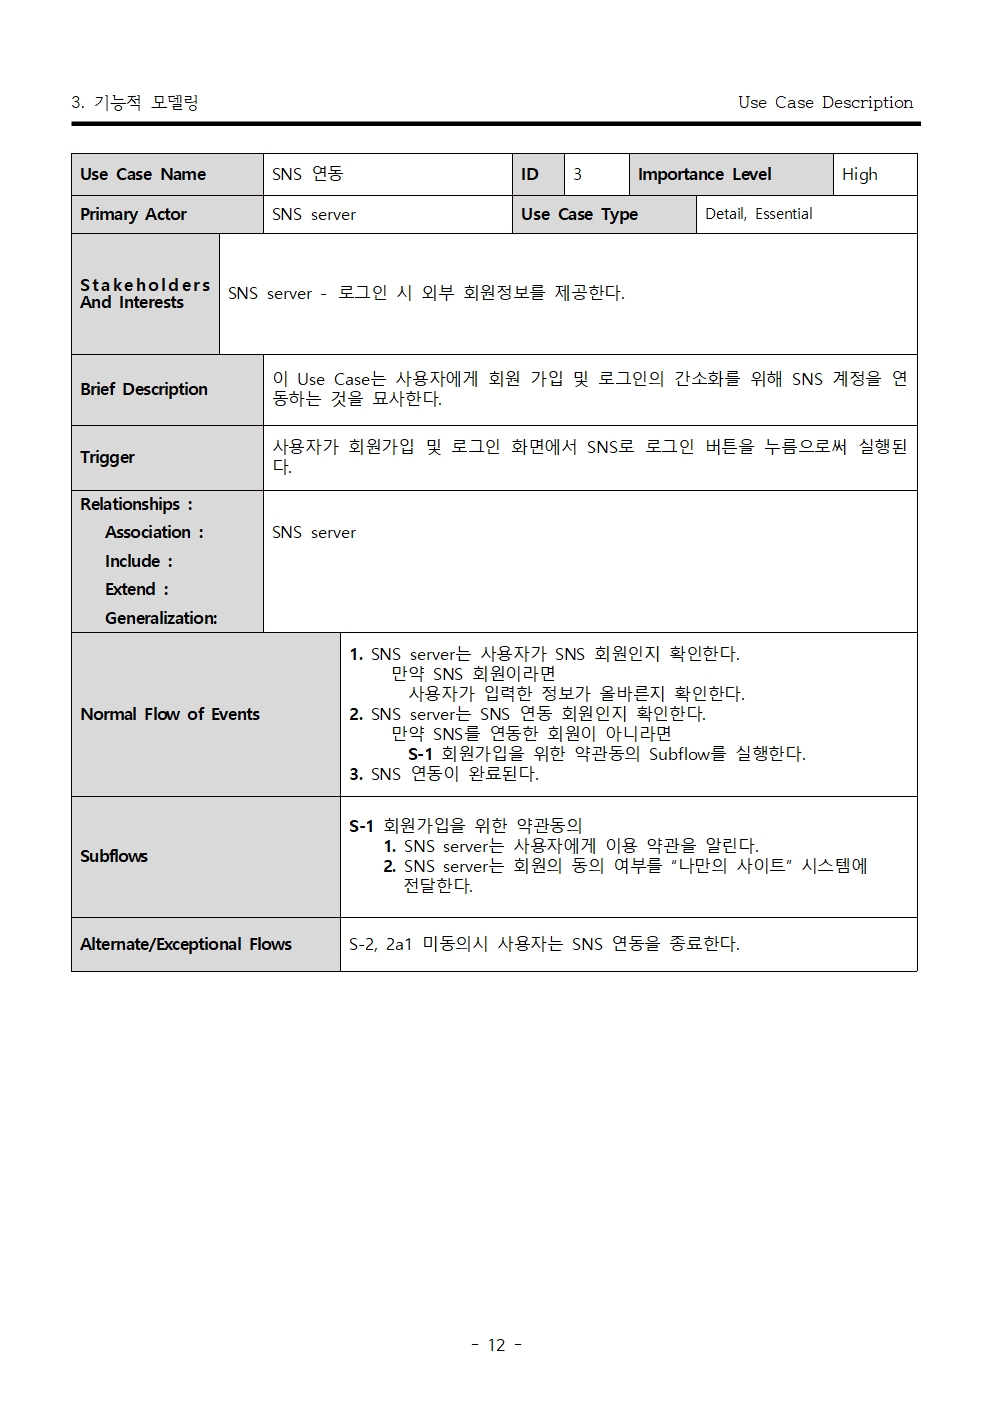 3. 기능적 모델링
Use Case Description
Use Case Name
SNS 연동
ID
3
Importance Level
High
Primary Actor
SNS server
Use Case Type
Detail, Essential
Stakeholders
And Interests
SNS server - 로그인 시 외부 회원정보를 제공한다.
Brief Description
이 Use Case는 사용자에게 회원 가입 및 로그인의 간소화를 위해 SNS 계정을 연
동하는 것을 묘사한다.
Trigger
사용자가 회원가입 및 로그인 화면에서 SNS로 로그인 버튼을 누름으로써 실행된
다.
Relationships :
Association :
SNS server
Include :
Extend :
Generalization:
Normal Flow of Events
1. SNS server는 사용자가 SNS 회원인지 확인한다.
만약 SNS 회원이라면
사용자가 입력한 정보가 올바른지 확인한다.
2. SNS server는 SNS 연동 회원인지 확인한다.
만약 SNS를 연동한 회원이 아니라면
S-1 회원가입을 위한 약관동의 Subflow를 실행한다.
3. SNS 연동이 완료된다.
Subflows
S-1 회원가입을 위한 약관동의
1. SNS server는 사용자에게 이용 약관을 알린다.
2. SNS server는 회원의 동의 여부를 “나만의 사이트” 시스템에
전달한다.
Alternate/Exceptional Flows
S-2, 2a1 미동의시 사용자는 SNS 연동을 종료한다.
- 12 -